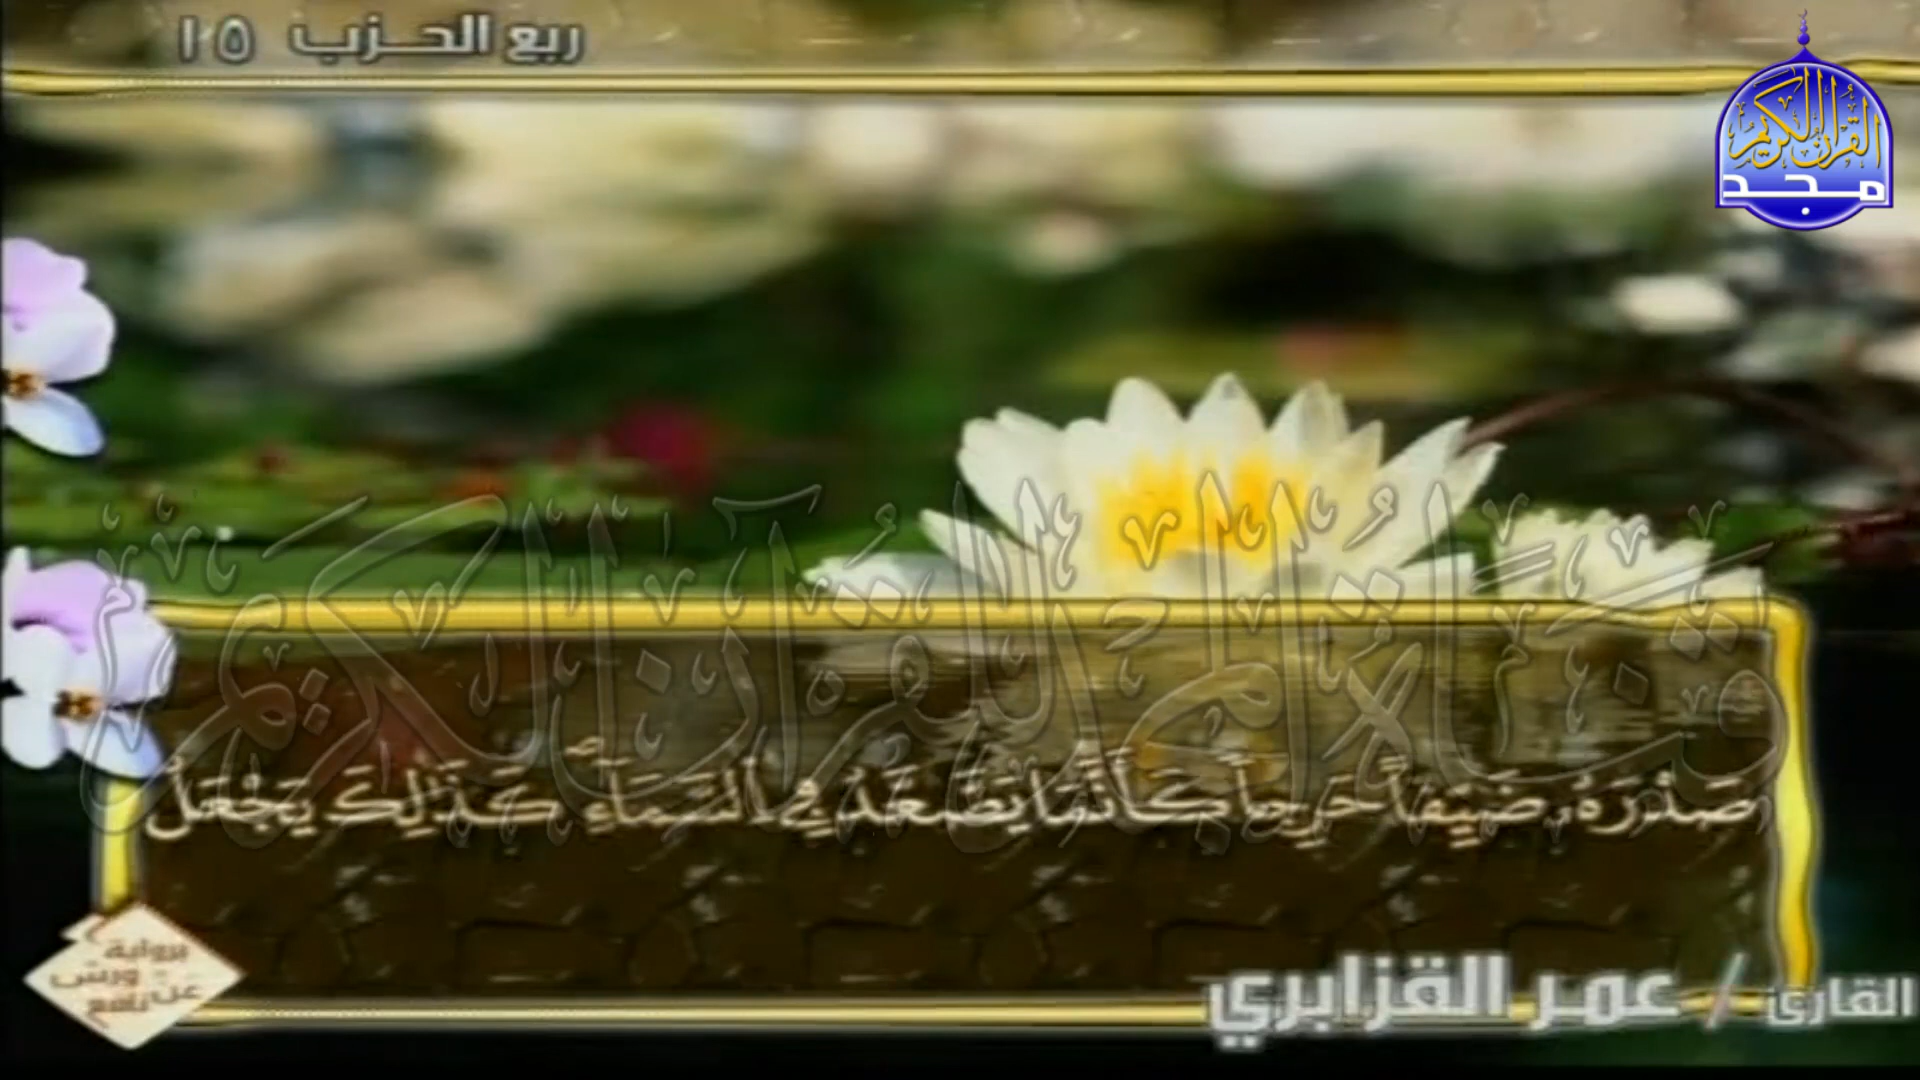 ربع الحزب ١٥
القرآن الكريم
مجد
قناة المجد القرآن الكريم
صَدْرَهُۥ ضَيِّقاً حَرِجاً كَأَنَّمَا يَصَّعَّدُ فِي اِ۬لسَّمَآءِۖ كَذَٰلِكَ يَجْعَلُ
برواية
ورش
عن نافع
القارئ / عمر القزابري